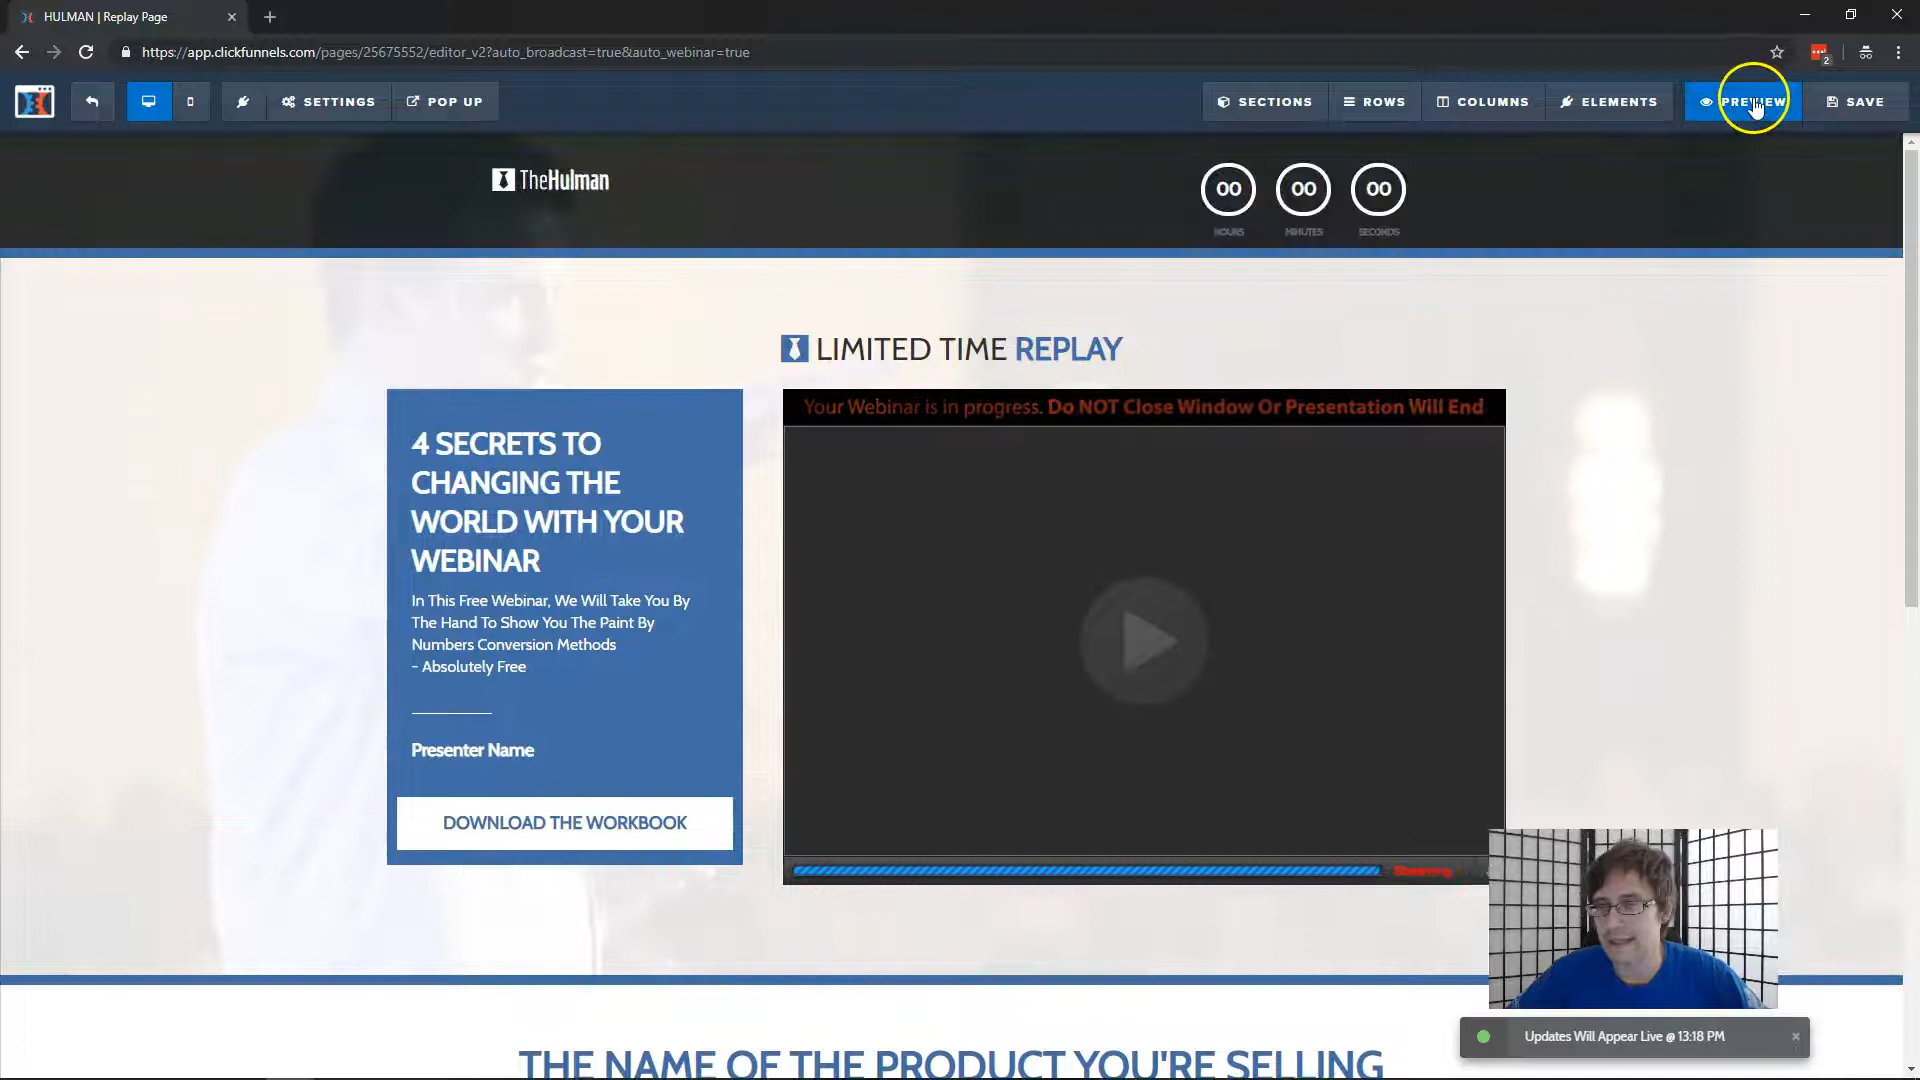 HULMAN | Replay Page
https://app.clickfunnels.com/pages/25675552/editor_v2?auto_broadcast=true&auto_webinar=true
2
SETTINGS
POP UP
SECTIONS
ROWS
COLUMNS
ELEMENTS
PREVIEW
SAVE
TheHulman
00 00 00
HOURS MINUTES SECONDS
LIMITED TIME REPLAY
Your Webinar is in progress. Do NOT Close Window Or Presentation Will End
4 SECRETS TO
CHANGING THE
WORLD WITH YOUR
WEBINAR
In This Free Webinar, We Will Take You By
The Hand To Show You The Paint By
Numbers Conversion Methods
- Absolutely Free
Presenter Name
DOWNLOAD THE WORKBOOK
Streaming
Updates Will Appear Live @ 13:18 PM
THE NAME OF THE PRODUCT YOU'RE SELLING